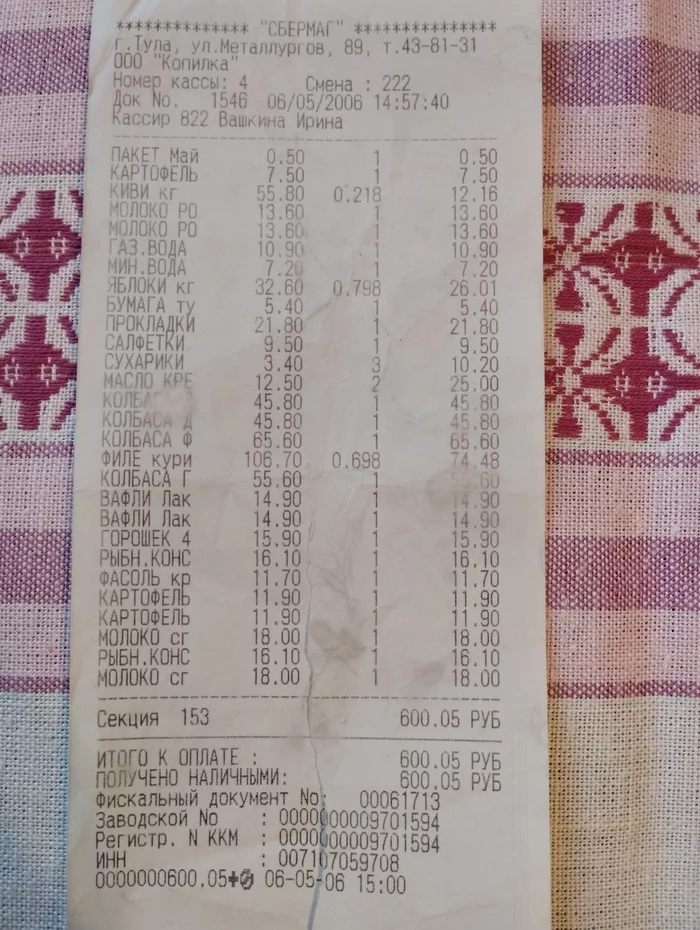 ************** "СБЕРМАГ" ***************
г.Тула, ул.Металлургов, 89, т.43-81-31
ООО "Копилка"
Номер кассы: 4 Смена : 222
Док No. 1546 06/05/2006 14:57:40
Кассир 822 Вашкина Ирина
ПАКЕТ Май 0.50 1 0.50
КАРТОФЕЛЬ 7.50 1 7.50
КИВИ кг 55.80 0.218 12.16
МОЛОКО РО 13.60 1 13.60
МОЛОКО РО 13.60 1 13.60
ГАЗ.ВОДА 10.90 1 10.90
МИН.ВОДА 7.20 1 7.20
ЯБЛОКИ кг 32.60 0.798 26.01
БУМАГА ту 5.40 1 5.40
ПРОКЛАДКИ 21.80 1 21.80
САЛФЕТКИ 9.50 1 9.50
СУХАРИКИ 3.40 3 10.20
МАСЛО КРЕ 12.50 2 25.00
КОЛБАСА 45.80 1 45.80
КОЛБАСА Д 45.80 1 45.80
КОЛБАСА Ф 65.60 1 65.60
ФИЛЕ кури 106.70 0.698 74.48
КОЛБАСА Г 55.60 1 55.60
ВАФЛИ Лак 14.90 1 14.90
ВАФЛИ Лак 14.90 1 14.90
ГОРОШЕК 4 15.90 1 15.90
РЫБН.КОНС 16.10 1 16.10
ФАСОЛЬ кр 11.70 1 11.70
КАРТОФЕЛЬ 11.90 1 11.90
КАРТОФЕЛЬ 11.90 1 11.90
МОЛОКО сг 18.00 1 18.00
РЫБН.КОНС 16.10 1 16.10
МОЛОКО сг 18.00 1 18.00
Секция 153 600.05 РУБ
ИТОГО К ОПЛАТЕ : 600.05 РУБ
ПОЛУЧЕНО НАЛИЧНЫМИ: 600.05 РУБ
Фискальный документ No: 00061713
Заводской No : 0000000009701594
Регистр. N ККМ : 0000000009701594
ИНН : 007107059708
0000000600.05 06-05-06 15:00